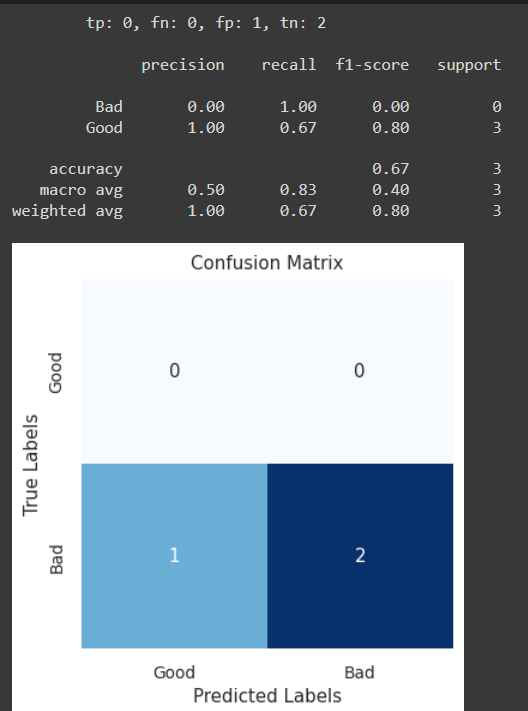 tp: 0, fn: 0, fp: 1, tn: 2
precision recall f1-score support
Bad 0.00 1.00 0.00 0
Good 1.00 0.67 0.80 3
accuracy 0.67 3
macro avg 0.50 0.83 0.40 3
weighted avg 1.00 0.67 0.80 3
Confusion Matrix
True Labels
Good
0 0
Bad
1 2
Good Bad
Predicted Labels